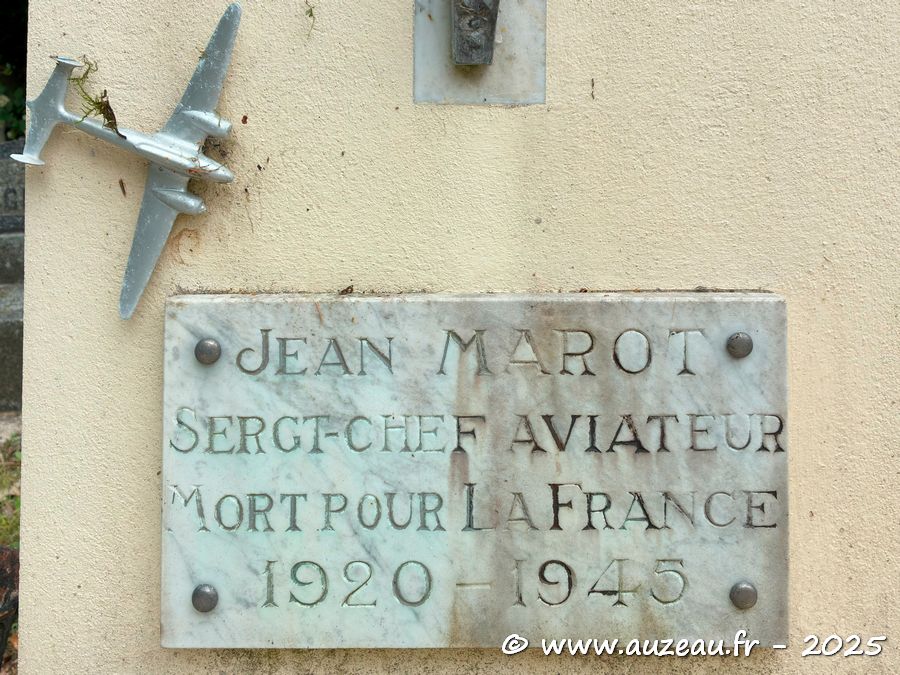 Jean Marot
Sergt-chef aviateur
Mort pour La France
1920 - 1945
© www.auzeau.fr - 2025